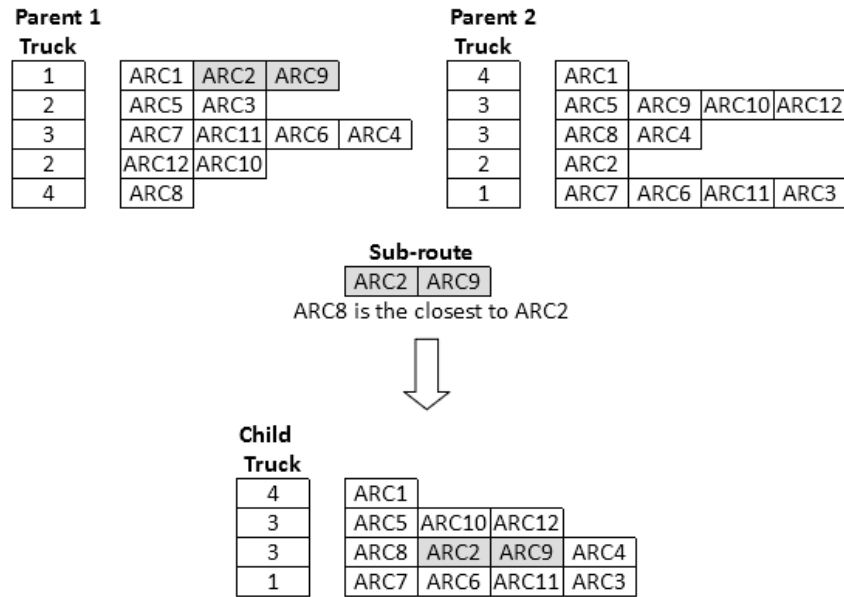 Parent 1 Parent 2
Truck Truck
1 ARC1 ARC2 ARC9 4 ARC1
2 ARC5 ARC3 3 ARC5 ARC9 ARC10 ARC12
3 ARC7 ARC11 ARC6 ARC4 3 ARC8 ARC4
2 ARC12 ARC10 2 ARC2
4 ARC8 1 ARC7 ARC6 ARC11 ARC3
Sub-route
ARC2 ARC9
ARC8 is the closest to ARC2
Child
Truck
4 ARC1
3 ARC5 ARC10 ARC12
3 ARC8 ARC2 ARC9 ARC4
1 ARC7 ARC6 ARC11 ARC3